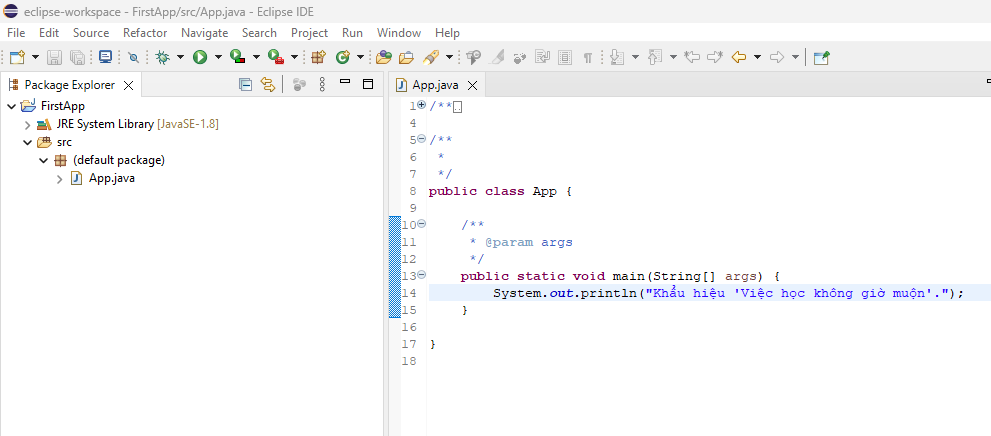 eclipse-workspace - FirstApp/src/App.java - Eclipse IDE
File Edit Source Refactor Navigate Search Project Run Window Help
Package Explorer
FirstApp
JRE System Library [JavaSE-1.8]
src
(default package)
App.java
App.java
1 /**
4
5 /**
6  *
7  */
8 public class App {
9
10     /**
11      * @param args
12      */
13     public static void main(String[] args) {
14         System.out.println("Khẩu hiệu 'Việc học không giờ muộn'.");
15     }
16
17 }
18